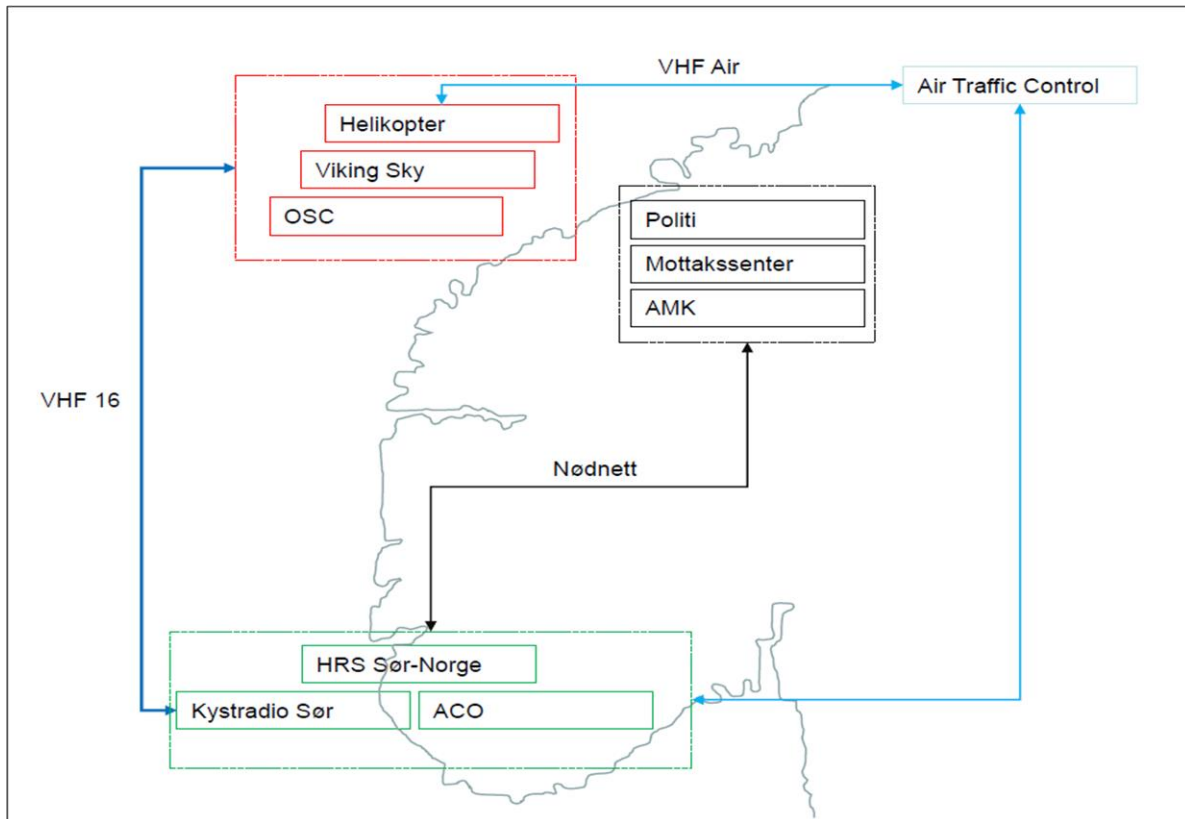 VHF Air
Air Traffic Control
Helikopter
Viking Sky
OSC
Politi
Mottakssenter
AMK
VHF 16
Nødnett
HRS Sør-Norge
Kystradio Sør
ACO